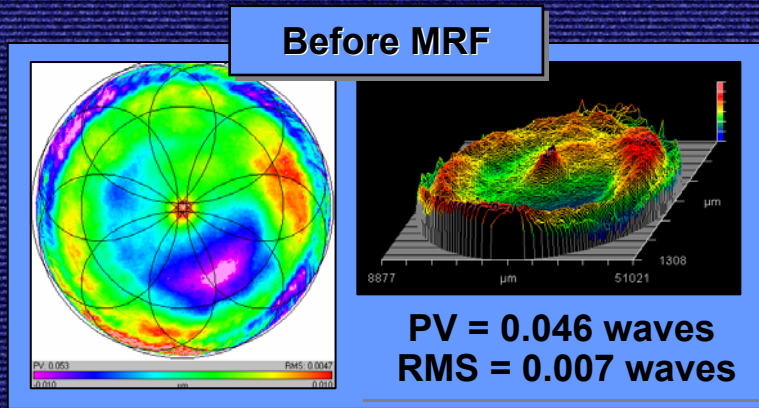 Before MRF
PV: 0.053 RMS: 0.0047
-0.010 µm 0.010
µm
8877 µm 51021
1308
PV = 0.046 waves
RMS = 0.007 waves